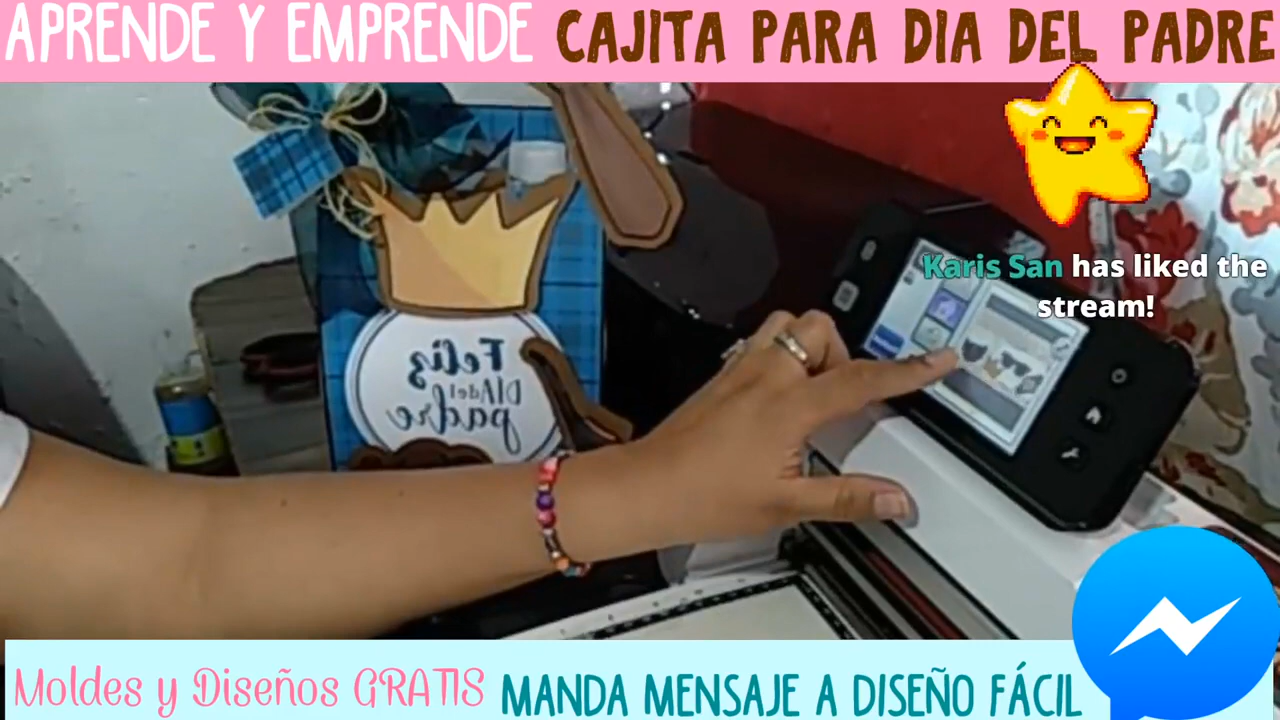 APRENDE Y EMPRENDE CAJITA PARA DIA DEL PADRE
Karis San has liked the
stream!
Feliz
DIA del
padre
Moldes y Diseños GRATIS MANDA MENSAJE A DISEÑO FÁCIL